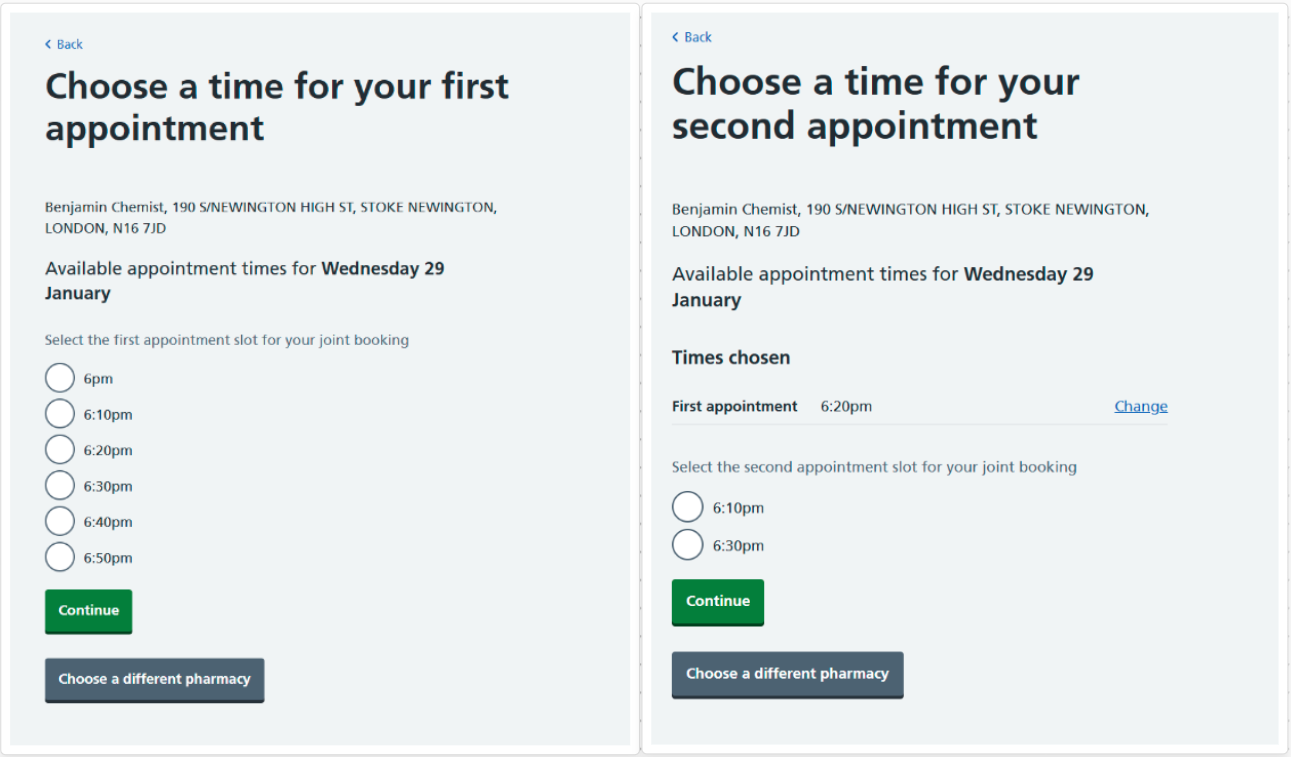 Back
Choose a time for your first
appointment
Benjamin Chemist, 190 S/NEWINGTON HIGH ST, STOKE NEWINGTON,
LONDON, N16 7JD
Available appointment times for Wednesday 29
January
Select the first appointment slot for your joint booking
6pm
6:10pm
6:20pm
6:30pm
6:40pm
6:50pm
Continue
Choose a different pharmacy
Back
Choose a time for your
second appointment
Benjamin Chemist, 190 S/NEWINGTON HIGH ST, STOKE NEWINGTON,
LONDON, N16 7JD
Available appointment times for Wednesday 29
January
Times chosen
First appointment 6:20pm Change
Select the second appointment slot for your joint booking
6:10pm
6:30pm
Continue
Choose a different pharmacy